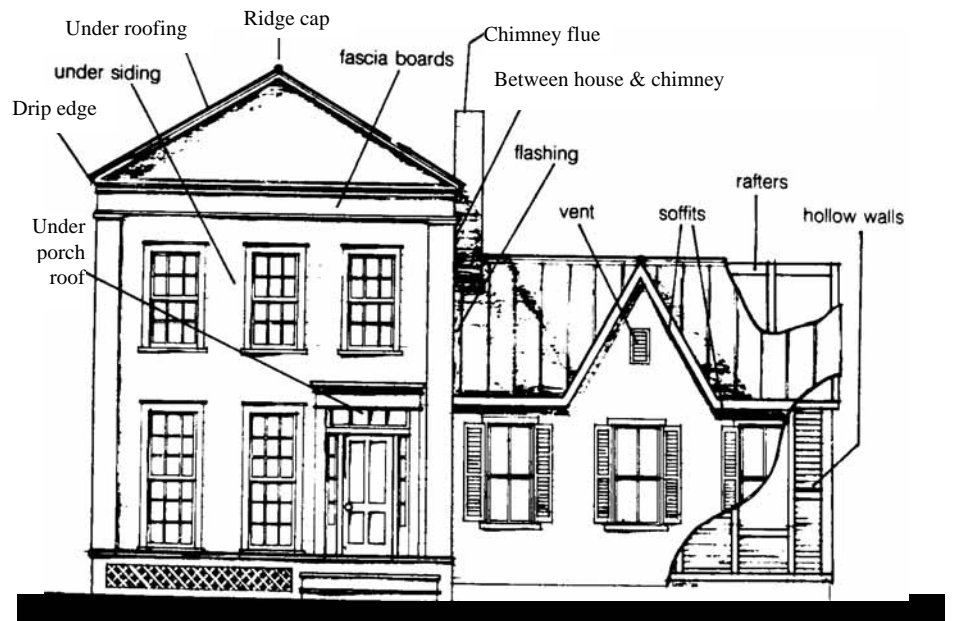 Ridge cap
Under roofing
Chimney flue
fascia boards
under siding
Between house & chimney
Drip edge
flashing
rafters
vent
soffits
hollow walls
Under
porch
roof